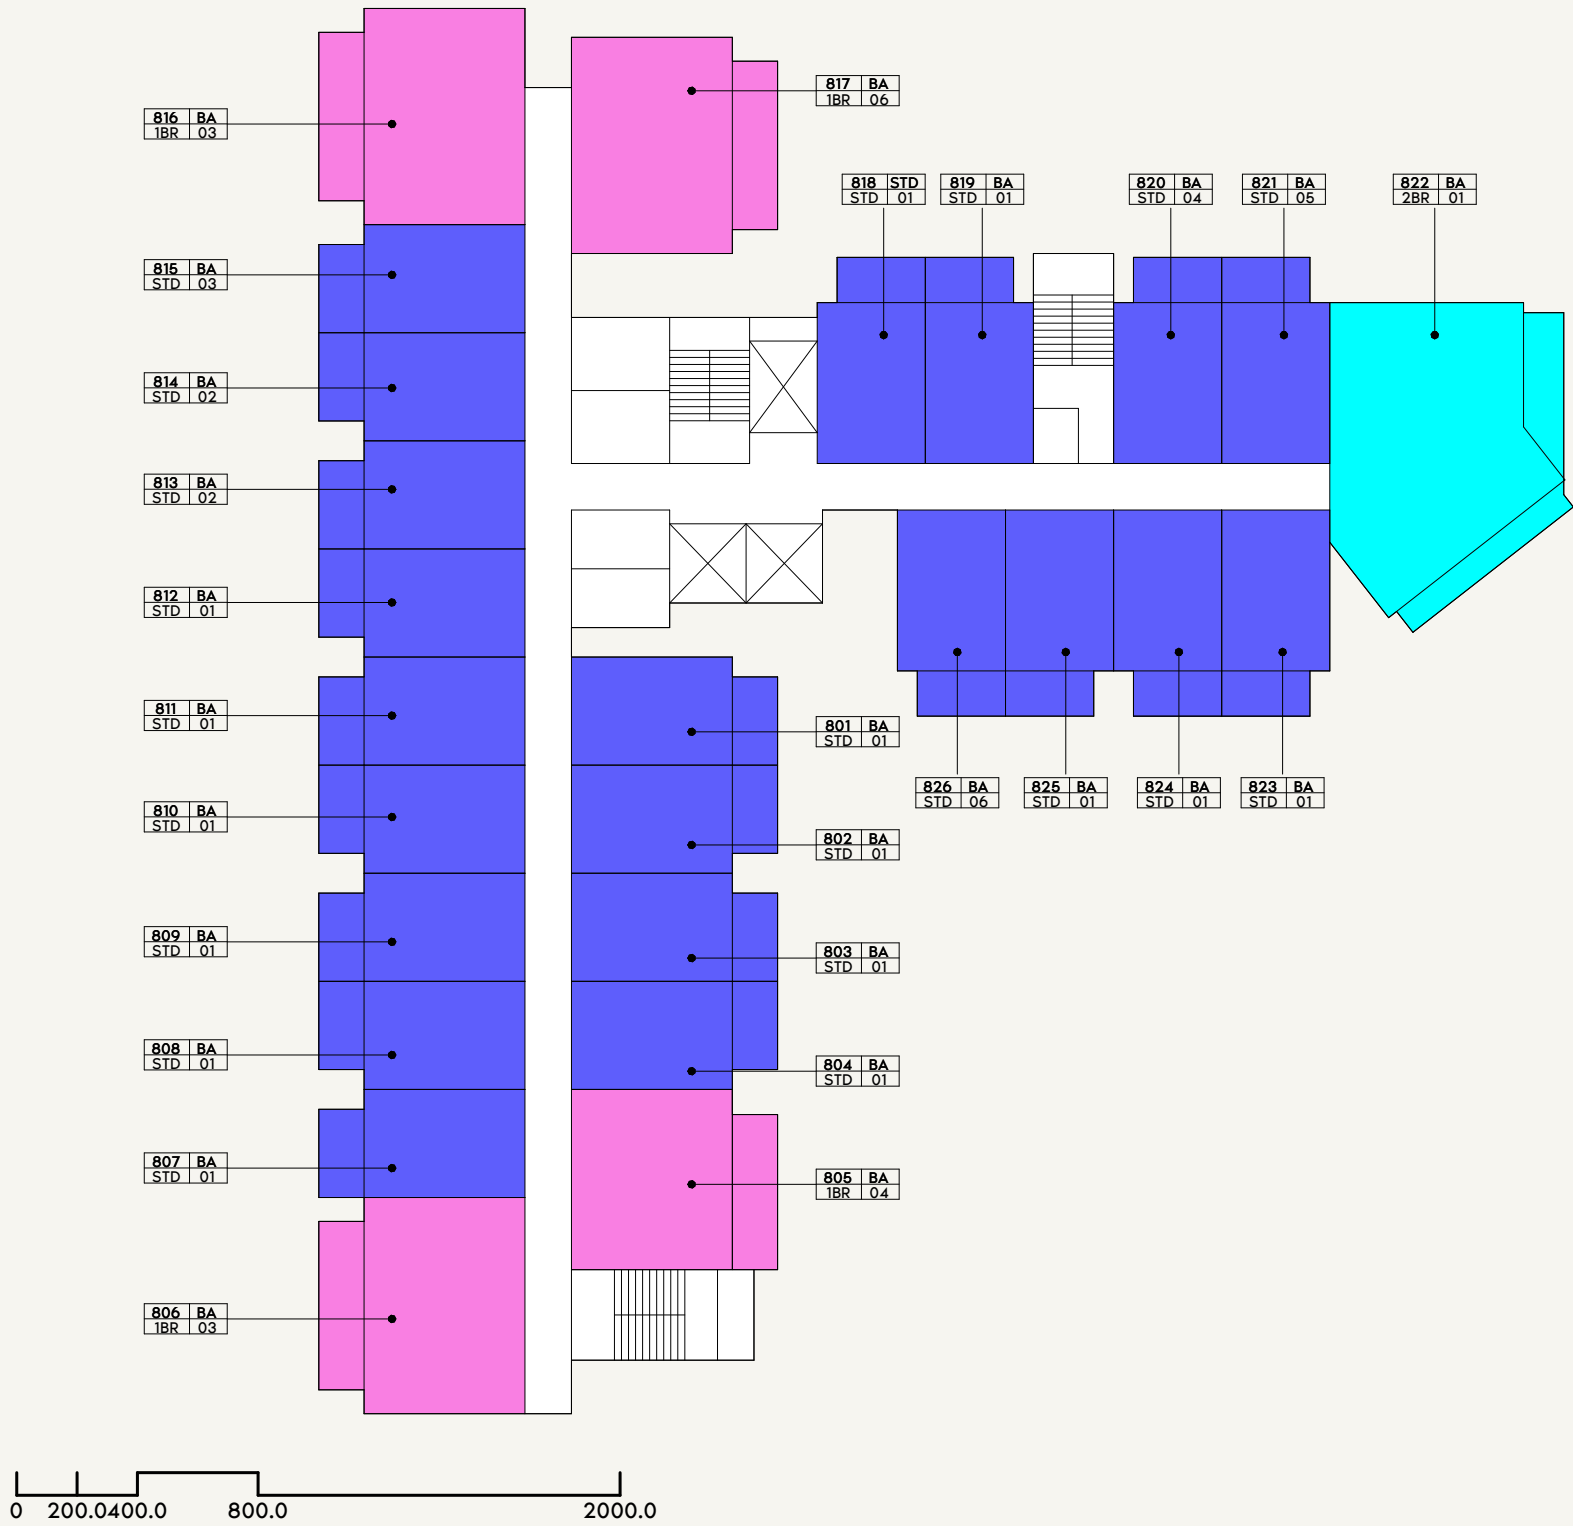 817 BA
1BR 06
816 BA
1BR 03
818 STD
STD 01
819 BA
STD 01
820 BA
STD 04
821 BA
STD 05
822 BA
2BR 01
815 BA
STD 03
814 BA
STD 02
813 BA
STD 02
812 BA
STD 01
811 BA
STD 01
801 BA
STD 01
826 BA
STD 06
825 BA
STD 01
824 BA
STD 01
823 BA
STD 01
810 BA
STD 01
802 BA
STD 01
809 BA
STD 01
803 BA
STD 01
808 BA
STD 01
804 BA
STD 01
807 BA
STD 01
805 BA
1BR 04
806 BA
1BR 03
0 200.0400.0 800.0 2000.0